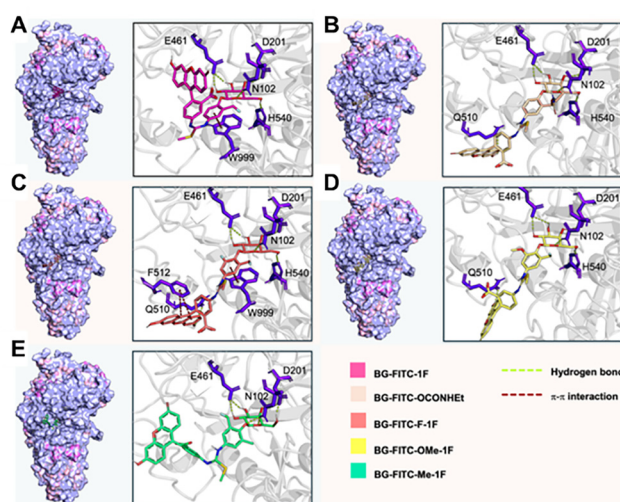 A
E461
D201
N102
H540
W999
B
E461
D201
N102
Q510
H540
C
E461
D201
N102
F512
H540
Q510
W999
D
E461
D201
N102
Q510
H540
E
E461
D201
N102
BG-FITC-1F
BG-FITC-OCONHEt
BG-FITC-F-1F
BG-FITC-OMe-1F
BG-FITC-Me-1F
Hydrogen bond
π-π interaction